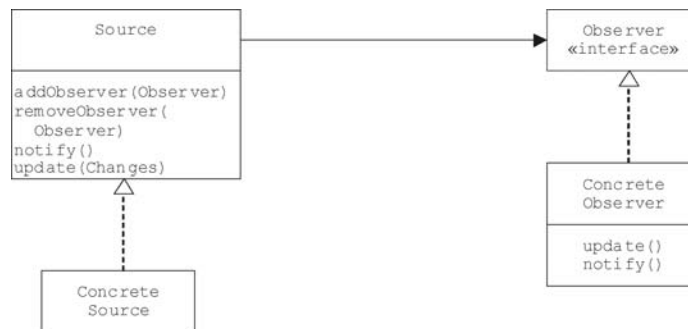 Source
addObserver(Observer)
removeObserver(
Observer)
notify()
update(Changes)
Concrete
Source
Observer
«interface»
Concrete
Observer
update()
notify()